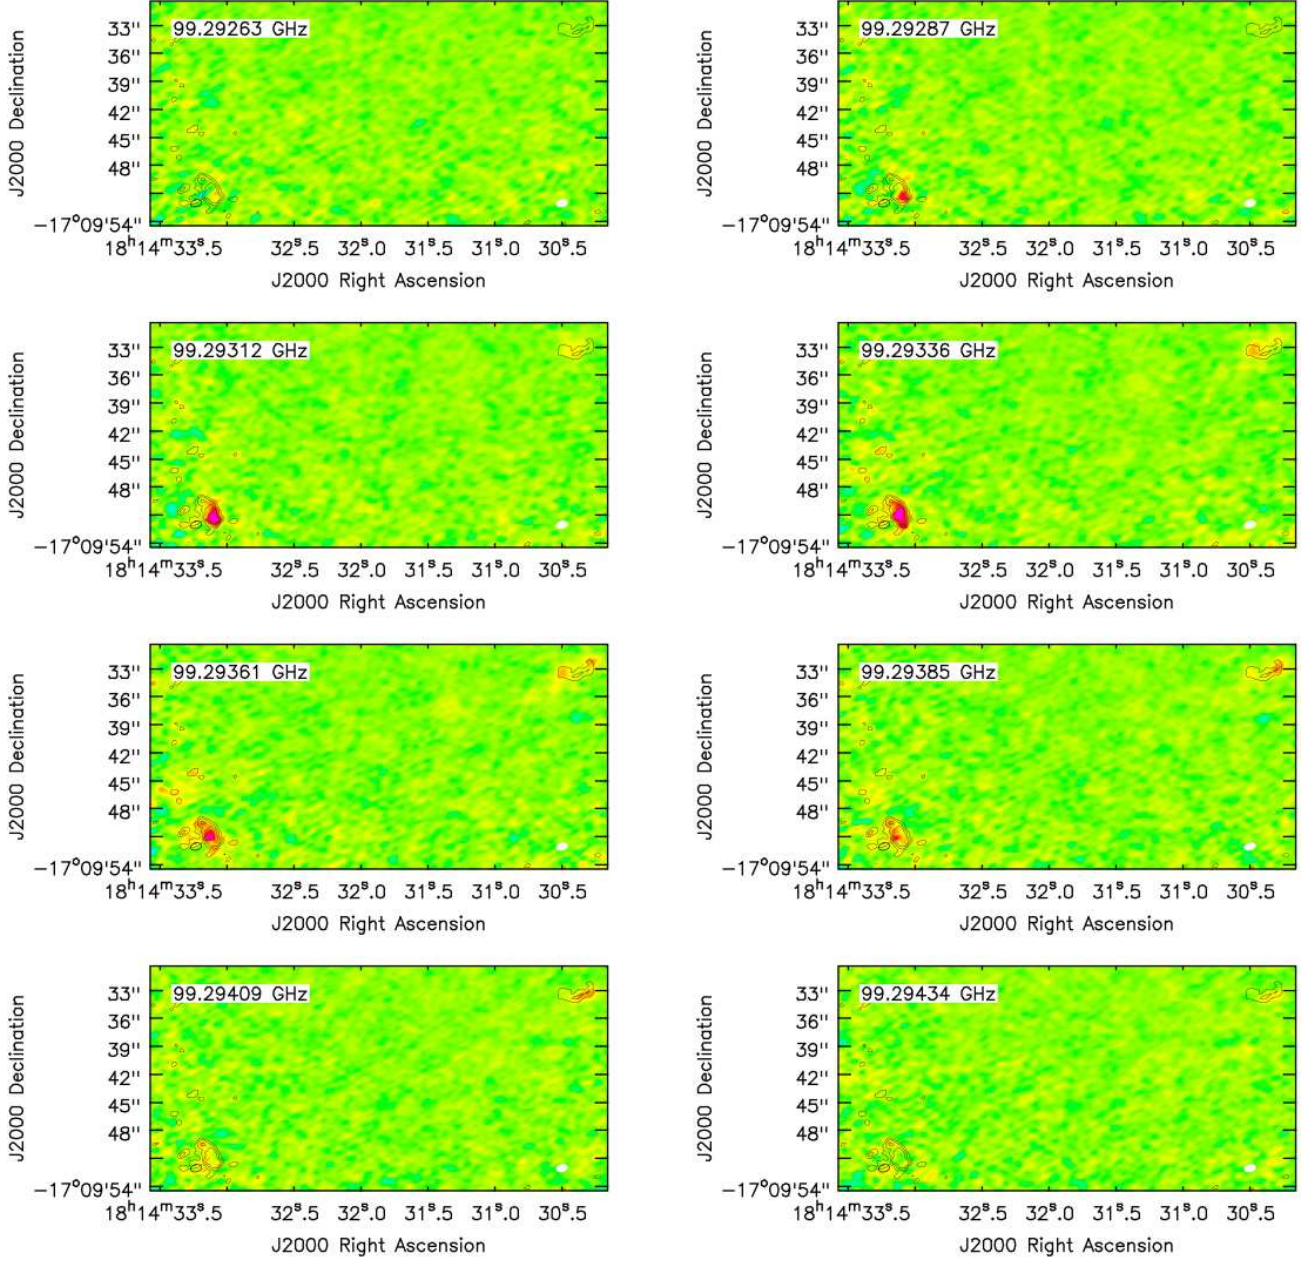 99.29263 GHz
33"
36"
39"
42"
45"
48"
−17°09'54"
18ʰ14ᵐ33ˢ.5 32ˢ.5 32ˢ.0 31ˢ.5 31ˢ.0 30ˢ.5
J2000 Right Ascension
J2000 Declination
99.29287 GHz
33"
36"
39"
42"
45"
48"
−17°09'54"
18ʰ14ᵐ33ˢ.5 32ˢ.5 32ˢ.0 31ˢ.5 31ˢ.0 30ˢ.5
J2000 Right Ascension
J2000 Declination
99.29312 GHz
33"
36"
39"
42"
45"
48"
−17°09'54"
18ʰ14ᵐ33ˢ.5 32ˢ.5 32ˢ.0 31ˢ.5 31ˢ.0 30ˢ.5
J2000 Right Ascension
J2000 Declination
99.29336 GHz
33"
36"
39"
42"
45"
48"
−17°09'54"
18ʰ14ᵐ33ˢ.5 32ˢ.5 32ˢ.0 31ˢ.5 31ˢ.0 30ˢ.5
J2000 Right Ascension
J2000 Declination
99.29361 GHz
33"
36"
39"
42"
45"
48"
−17°09'54"
18ʰ14ᵐ33ˢ.5 32ˢ.5 32ˢ.0 31ˢ.5 31ˢ.0 30ˢ.5
J2000 Right Ascension
J2000 Declination
99.29385 GHz
33"
36"
39"
42"
45"
48"
−17°09'54"
18ʰ14ᵐ33ˢ.5 32ˢ.5 32ˢ.0 31ˢ.5 31ˢ.0 30ˢ.5
J2000 Right Ascension
J2000 Declination
99.29409 GHz
33"
36"
39"
42"
45"
48"
−17°09'54"
18ʰ14ᵐ33ˢ.5 32ˢ.5 32ˢ.0 31ˢ.5 31ˢ.0 30ˢ.5
J2000 Right Ascension
J2000 Declination
99.29434 GHz
33"
36"
39"
42"
45"
48"
−17°09'54"
18ʰ14ᵐ33ˢ.5 32ˢ.5 32ˢ.0 31ˢ.5 31ˢ.0 30ˢ.5
J2000 Right Ascension
J2000 Declination